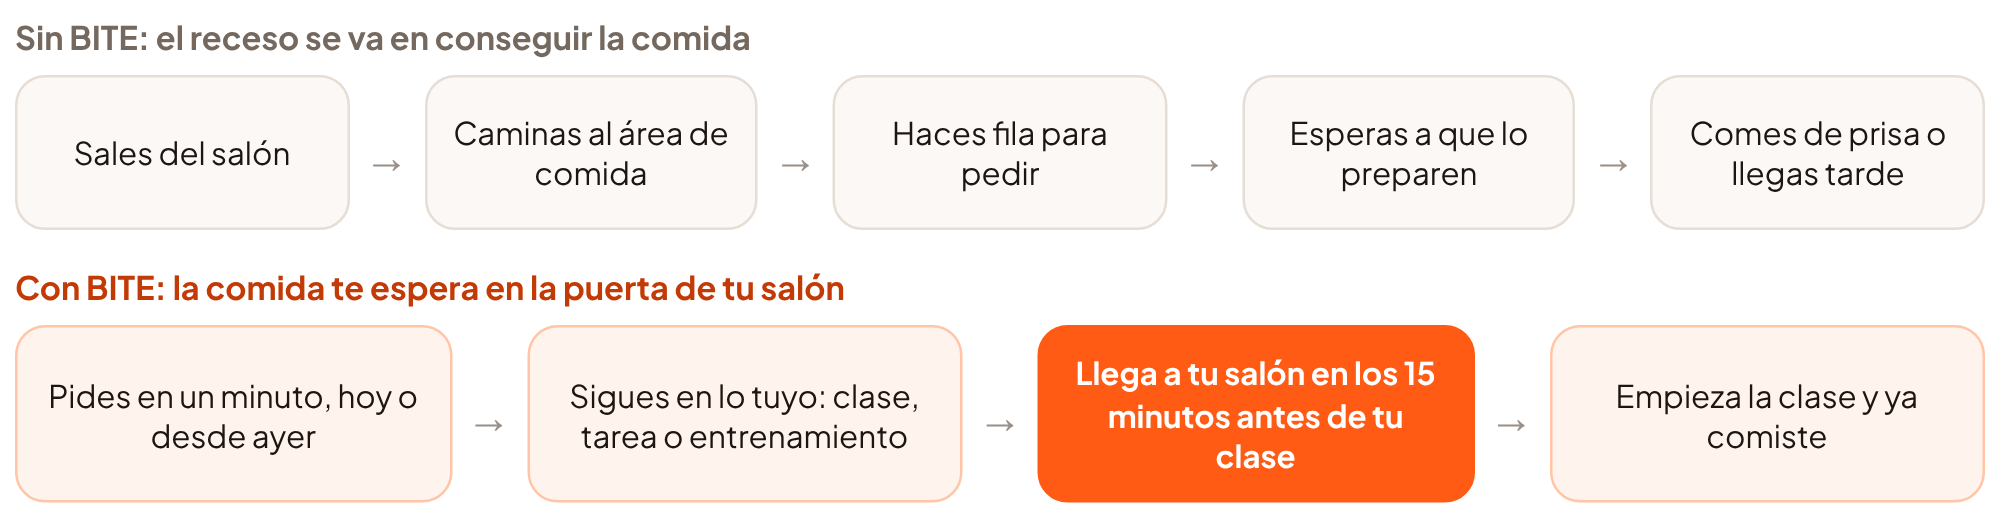 Sin BITE: el receso se va en conseguir la comida
Sales del salón
→
Caminas al área de
comida
→
Haces fila para
pedir
→
Esperas a que lo
preparen
→
Comes de prisa o
llegas tarde
Con BITE: la comida te espera en la puerta de tu salón
Pides en un minuto, hoy o
desde ayer
→
Sigues en lo tuyo: clase,
tarea o entrenamiento
→
Llega a tu salón en los 15
minutos antes de tu
clase
→
Empieza la clase y ya
comiste